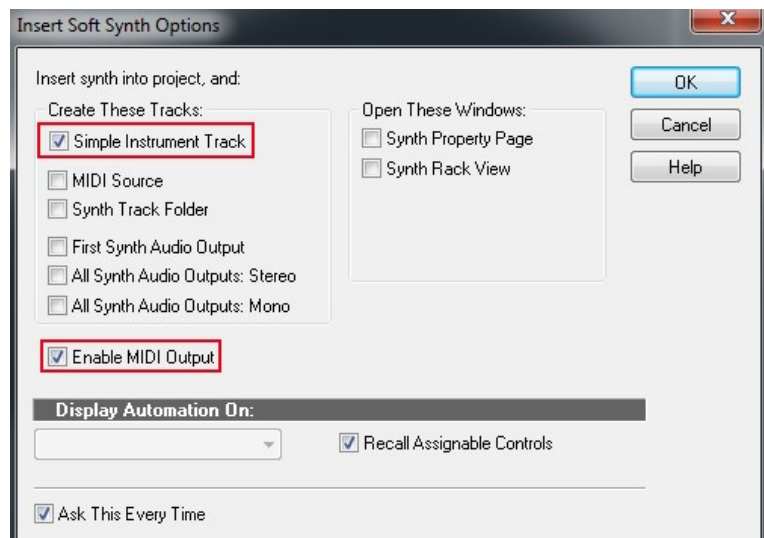 Insert Soft Synth Options
Insert synth into project, and:
Create These Tracks:
Simple Instrument Track
MIDI Source
Synth Track Folder
First Synth Audio Output
All Synth Audio Outputs: Stereo
All Synth Audio Outputs: Mono
Enable MIDI Output
Open These Windows:
Synth Property Page
Synth Rack View
OK
Cancel
Help
Display Automation On:
Recall Assignable Controls
Ask This Every Time